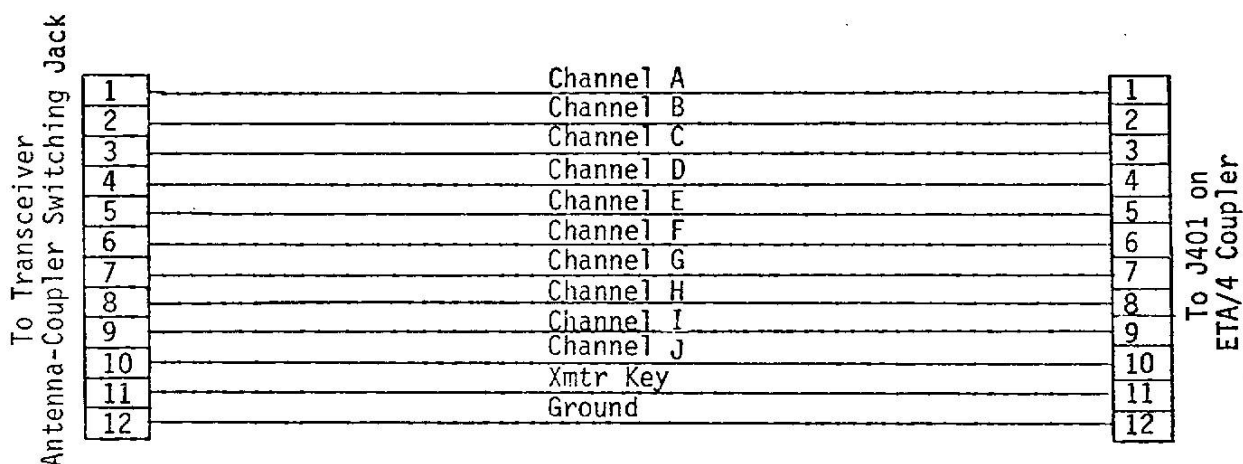 To Transceiver
Antenna-Coupler Switching Jack
1 Channel A 1
2 Channel B 2
3 Channel C 3
4 Channel D 4
5 Channel E 5
6 Channel F 6
7 Channel G 7
8 Channel H 8
9 Channel I 9
10 Channel J 10
11 Xmtr Key 11
12 Ground 12
To J401 on
ETA/4 Coupler